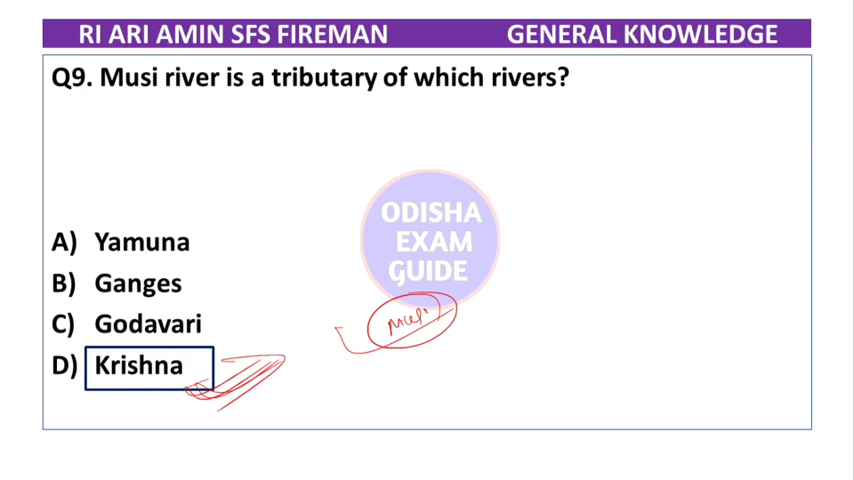 RI ARI AMIN SFS FIREMAN GENERAL KNOWLEDGE
Q9. Musi river is a tributary of which rivers?
ODISHA
EXAM
GUIDE
A) Yamuna
B) Ganges
C) Godavari
D) Krishna